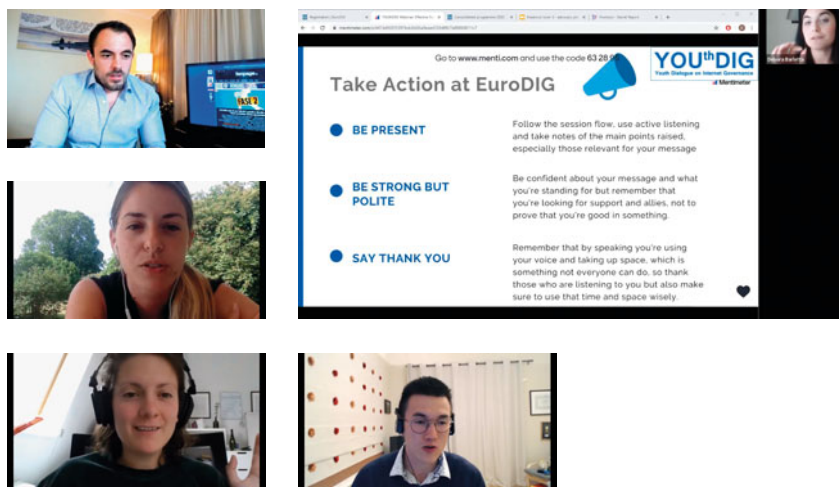 FASE 2
Go to www.menti.com and use the code 63 28 9
YOUthDIG
Youth Dialogue on Internet Governance
Mentimeter
Take Action at EuroDIG
BE PRESENT
Follow the session flow, use active listening
and take notes of the main points raised,
especially those relevant for your message
BE STRONG BUT
POLITE
Be confident about your message and what
you're standing for but remember that
you're looking for support and allies, not to
prove that you're good in something.
SAY THANK YOU
Remember that by speaking you're using
your voice and taking up space, which is
something not everyone can do, so thank
those who are listening to you but also make
sure to use that time and space wisely.